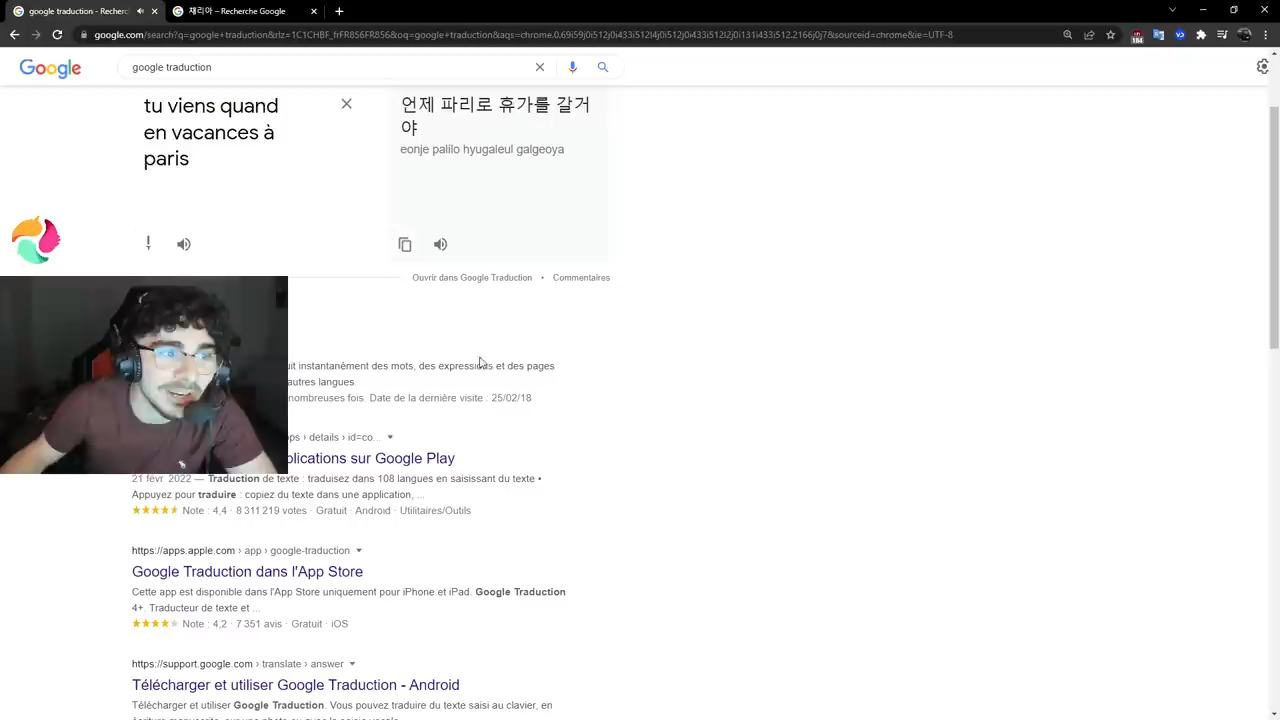 google traduction - Recherche
채리아 - Recherche Google
google.com/search?q=google+traduction&rlz=1C1CHBF_frFR856FR856&oq=google+traduction&aqs=chrome.0.69i59j0i512j0i433i512l4j0i512j0i433i512l2j0i131i433i512.2166j0j7&sourceid=chrome&ie=UTF-8
184
Google
google traduction
tu viens quand
en vacances à
paris
언제 파리로 휴가를 갈거
야
eonje palilo hyugaleul galgeoya
Ouvrir dans Google Traduction • Commentaires
uit instantanément des mots, des expressions et des pages
autres langues.
nombreuses fois. Date de la dernière visite : 25/02/18
ps › details › id=co...
plications sur Google Play
21 févr. 2022 — Traduction de texte : traduisez dans 108 langues en saisissant du texte •
Appuyez pour traduire : copiez du texte dans une application, ...
Note : 4,4 · 8 311 219 votes · Gratuit · Android · Utilitaires/Outils
https://apps.apple.com › app › google-traduction
Google Traduction dans l'App Store
Cette app est disponible dans l'App Store uniquement pour iPhone et iPad. Google Traduction
4+. Traducteur de texte et ...
Note : 4,2 · 7 351 avis · Gratuit · iOS
https://support.google.com › translate › answer
Télécharger et utiliser Google Traduction - Android
Télécharger et utiliser Google Traduction. Vous pouvez traduire du texte saisi au clavier, en